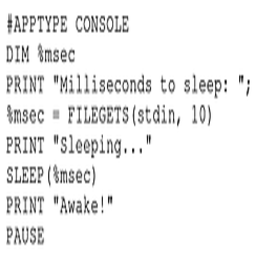 #APPTYPE CONSOLE
DIM %msec
PRINT "Milliseconds to sleep: ";
%msec = FILEGETS(stdin, 10)
PRINT "Sleeping..."
SLEEP(%msec)
PRINT "Awake!"
PAUSE